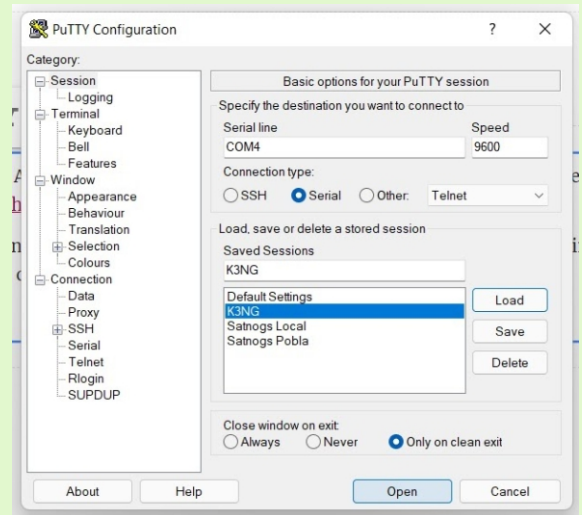 PuTTY Configuration ? ×
Category:
Session
Logging
Terminal
Keyboard
Bell
Features
Window
Appearance
Behaviour
Translation
Selection
Colours
Connection
Data
Proxy
SSH
Serial
Telnet
Rlogin
SUPDUP
Basic options for your PuTTY session
Specify the destination you want to connect to
Serial line Speed
COM4 9600
Connection type:
SSH Serial Other: Telnet
Load, save or delete a stored session
Saved Sessions
K3NG
Default Settings
K3NG
Satnogs Local
Satnogs Pobla
Load
Save
Delete
Close window on exit:
Always Never Only on clean exit
About Help Open Cancel